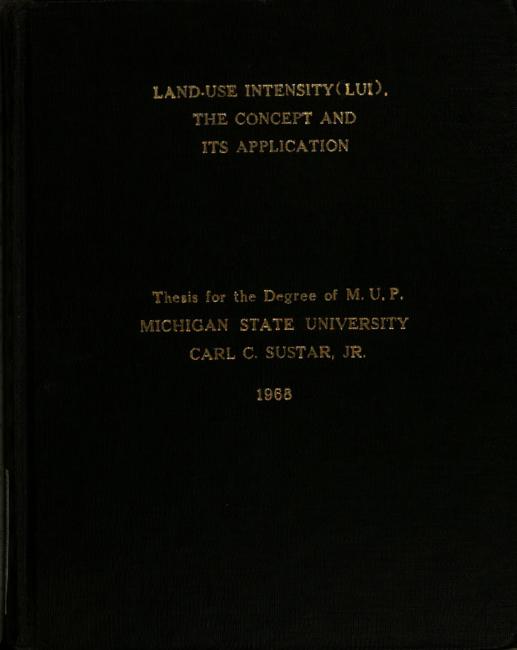 LAND-USE INTENSITY(LUI),
THE CONCEPT AND
ITS APPLICATION
Thesis for the Degree of M. U. P.
MICHIGAN STATE UNIVERSITY
CARL C. SUSTAR, JR.
1968